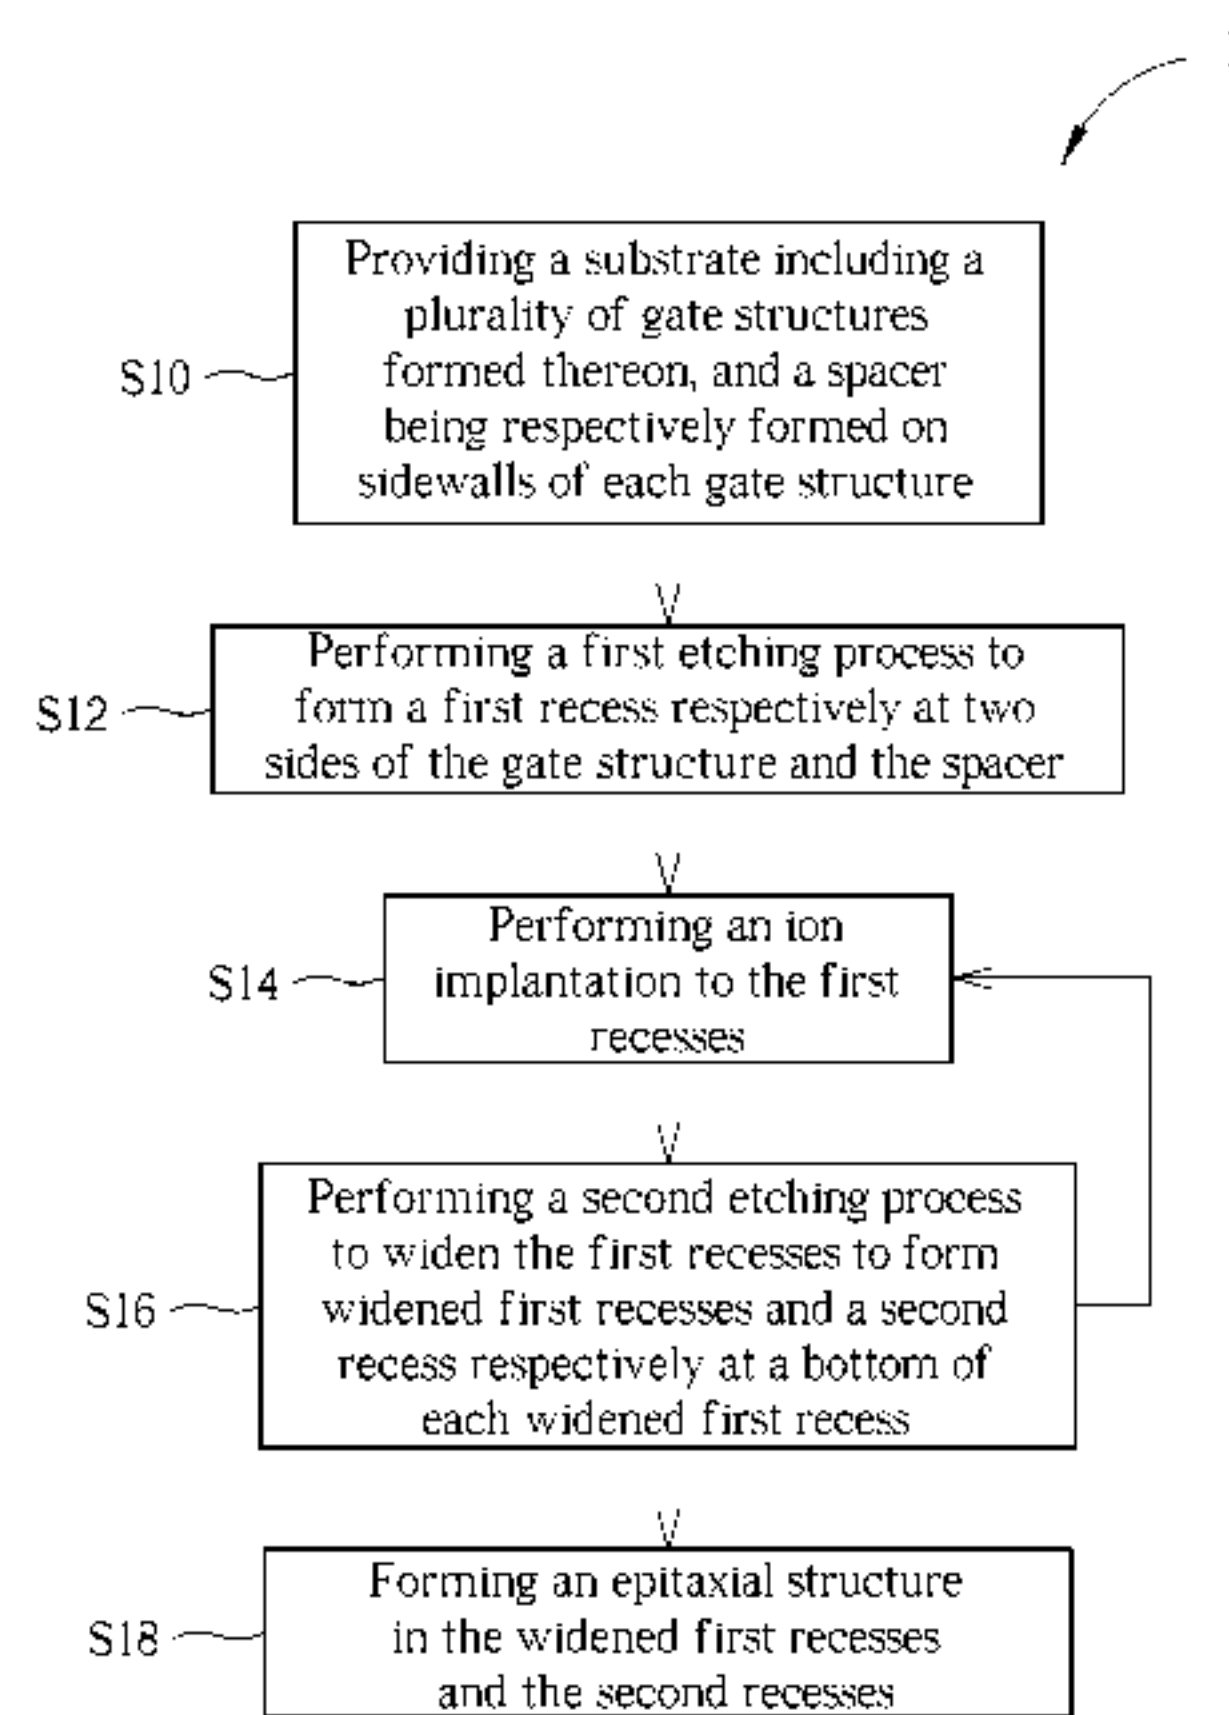 Providing a substrate including a
plurality of gate structures
formed thereon, and a spacer
being respectively formed on
sidewalls of each gate structure
S10
Performing a first etching process to
form a first recess respectively at two
sides of the gate structure and the spacer
S12
Performing an ion
implantation to the first
recesses
S14
Performing a second etching process
to widen the first recesses to form
widened first recesses and a second
recess respectively at a bottom of
each widened first recess
S16
Forming an epitaxial structure
in the widened first recesses
and the second recesses
S18